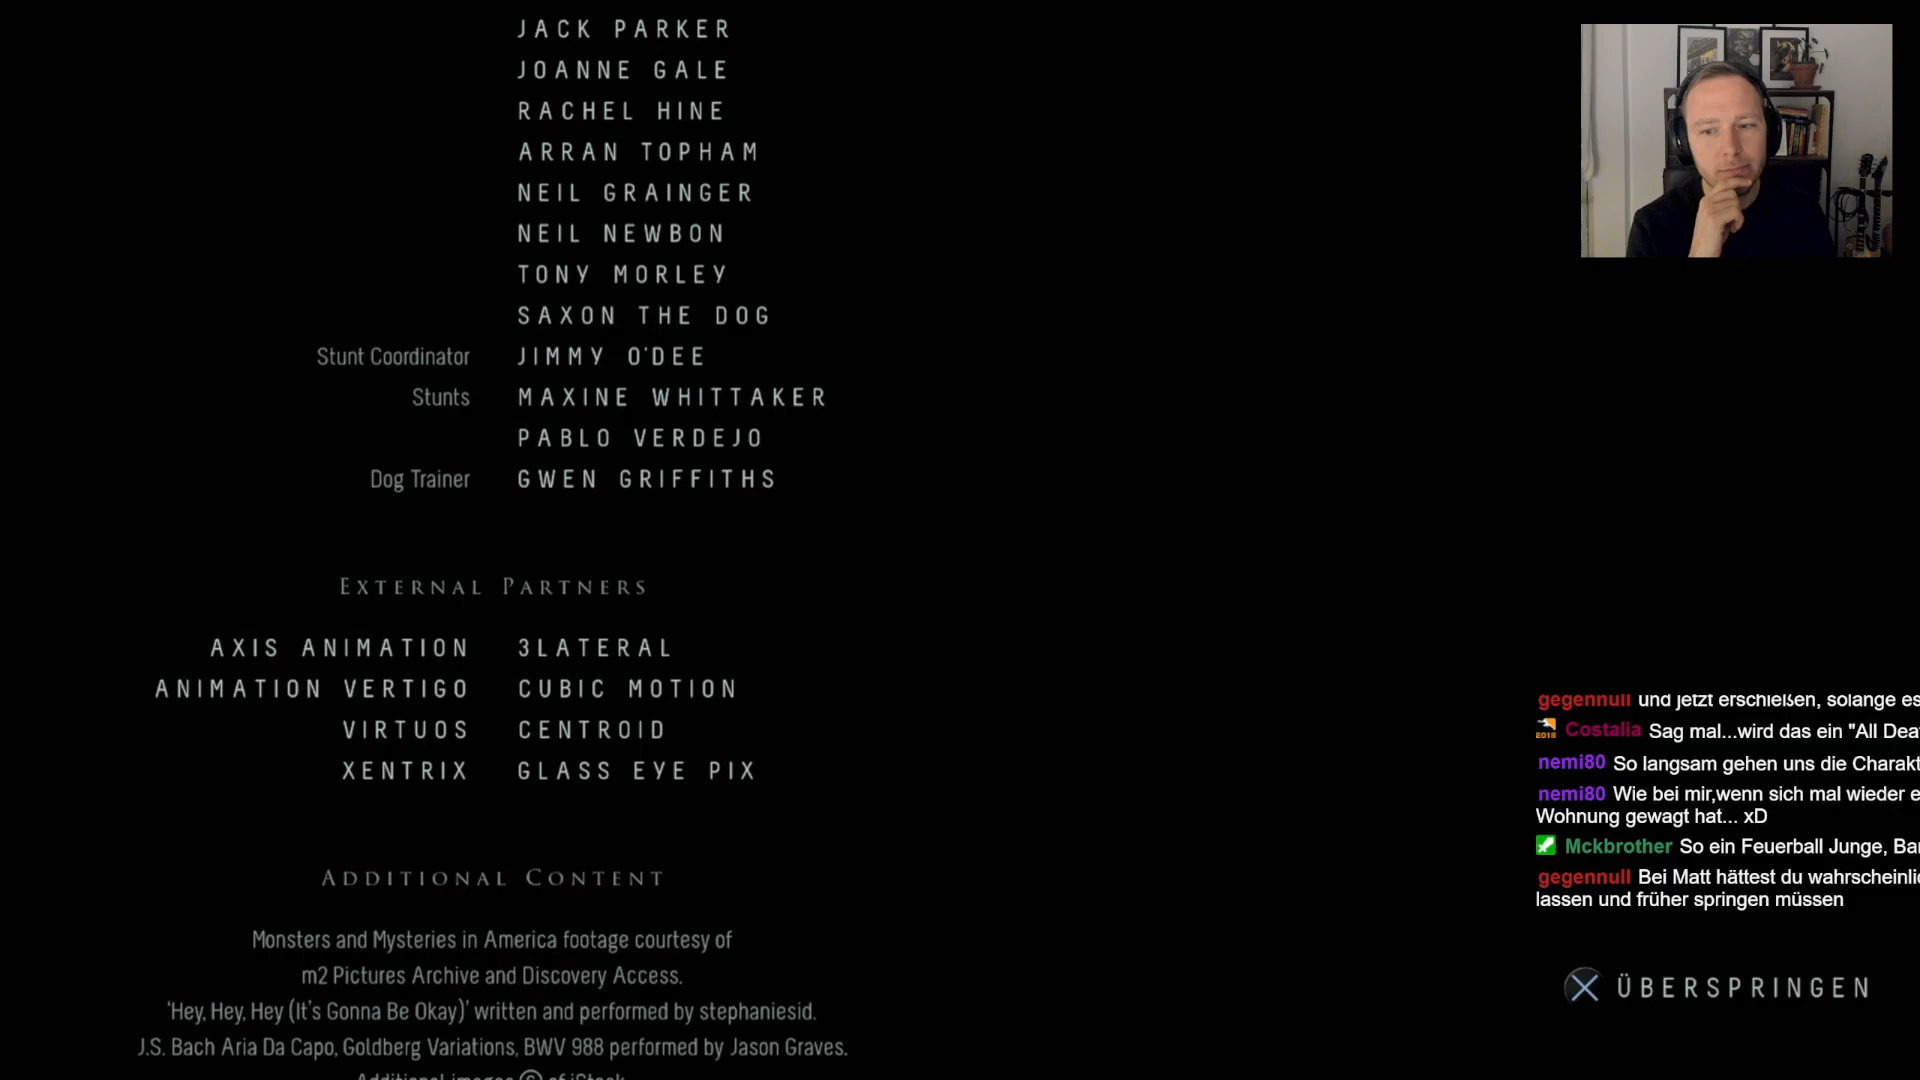 JACK PARKER
JOANNE GALE
RACHEL HINE
ARRAN TOPHAM
NEIL GRAINGER
NEIL NEWBON
TONY MORLEY
SAXON THE DOG
Stunt Coordinator JIMMY O'DEE
Stunts MAXINE WHITTAKER
PABLO VERDEJO
Dog Trainer GWEN GRIFFITHS
EXTERNAL PARTNERS
AXIS ANIMATION 3LATERAL
ANIMATION VERTIGO CUBIC MOTION
VIRTUOS CENTROID
XENTRIX GLASS EYE PIX
ADDITIONAL CONTENT
Monsters and Mysteries in America footage courtesy of
m2 Pictures Archive and Discovery Access.
'Hey, Hey, Hey (It's Gonna Be Okay)' written and performed by stephaniesid.
J.S. Bach Aria Da Capo, Goldberg Variations, BWV 988 performed by Jason Graves.
Additional images © of iStock
gegennull und jetzt erschießen, solange es
2018 Costalia Sag mal...wird das ein "All Dea
nemi80 So langsam gehen uns die Charakt
nemi80 Wie bei mir,wenn sich mal wieder e
Wohnung gewagt hat... xD
Mckbrother So ein Feuerball Junge, Bar
gegennull Bei Matt hättest du wahrscheinlic
lassen und früher springen müssen
ÜBERSPRINGEN